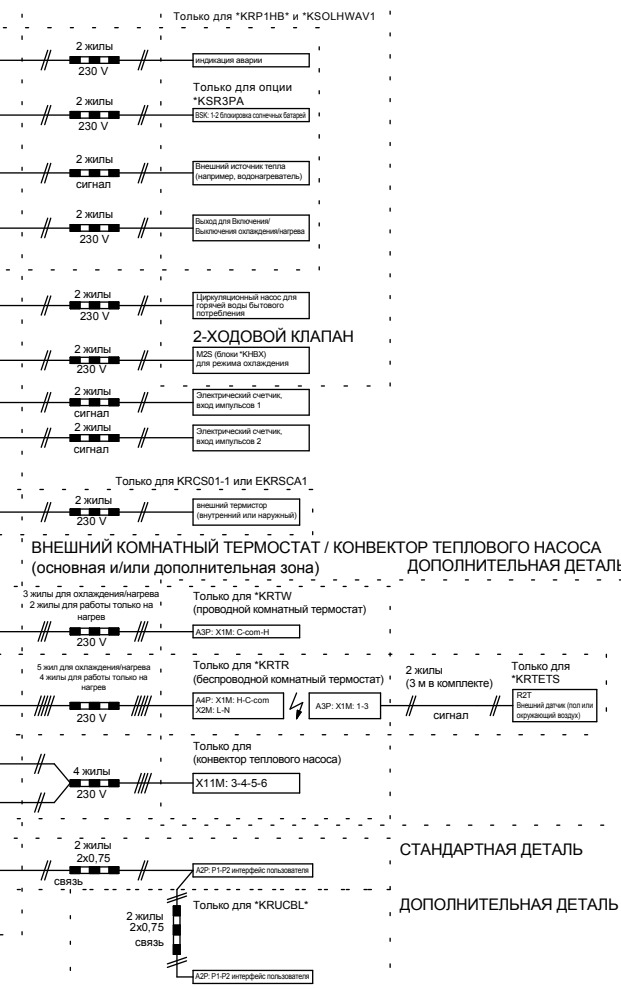 Только для *KRP1HB* и *KSOLHWAV1
2 жилы
230 V
индикация аварии
Только для опции
*KSR3PA
2 жилы
230 V
BSK: 1-2 блокировка солнечных батарей
2 жилы
сигнал
Внешний источник тепла
(например, водонагреватель)
2 жилы
230 V
Выход для Включения/
Выключения охлаждения/нагрева
2 жилы
230 V
Циркуляционный насос для
горячей воды бытового
потребления
2-ХОДОВОЙ КЛАПАН
2 жилы
230 V
M2S (блоки *KHBX)
для режима охлаждения
2 жилы
сигнал
Электрический счетчик,
вход импульсов 1
2 жилы
сигнал
Электрический счетчик,
вход импульсов 2
Только для KRCS01-1 или EKRSCA1
2 жилы
230 V
внешний термистор
(внутренний или наружный)
ВНЕШНИЙ КОМНАТНЫЙ ТЕРМОСТАТ / КОНВЕКТОР ТЕПЛОВОГО НАСОСА
(основная и/или дополнительная зона) ДОПОЛНИТЕЛЬНАЯ ДЕТАЛЬ
3 жилы для охлаждения/нагрева
2 жилы для работы только на
нагрев
230 V
Только для *KRTW
(проводной комнатный термостат)
A3P: X1M: C-com-H
5 жил для охлаждения/нагрева
4 жилы для работы только на
нагрев
230 V
Только для *KRTR
(беспроводной комнатный термостат)
A4P: X1M: H-C-com
X2M: L-N
A3P: X1M: 1-3
2 жилы
(3 м в комплекте)
сигнал
Только для
*KRTETS
R2T
Внешний датчик (пол или
окружающий воздух)
4 жилы
230 V
Только для
(конвектор теплового насоса)
X11M: 3-4-5-6
2 жилы
2x0,75
связь
A2P: P1-P2 интерфейс пользователя
СТАНДАРТНАЯ ДЕТАЛЬ
Только для *KRUCBL*
ДОПОЛНИТЕЛЬНАЯ ДЕТАЛЬ
2 жилы
2x0,75
связь
A2P: P1-P2 интерфейс пользователя